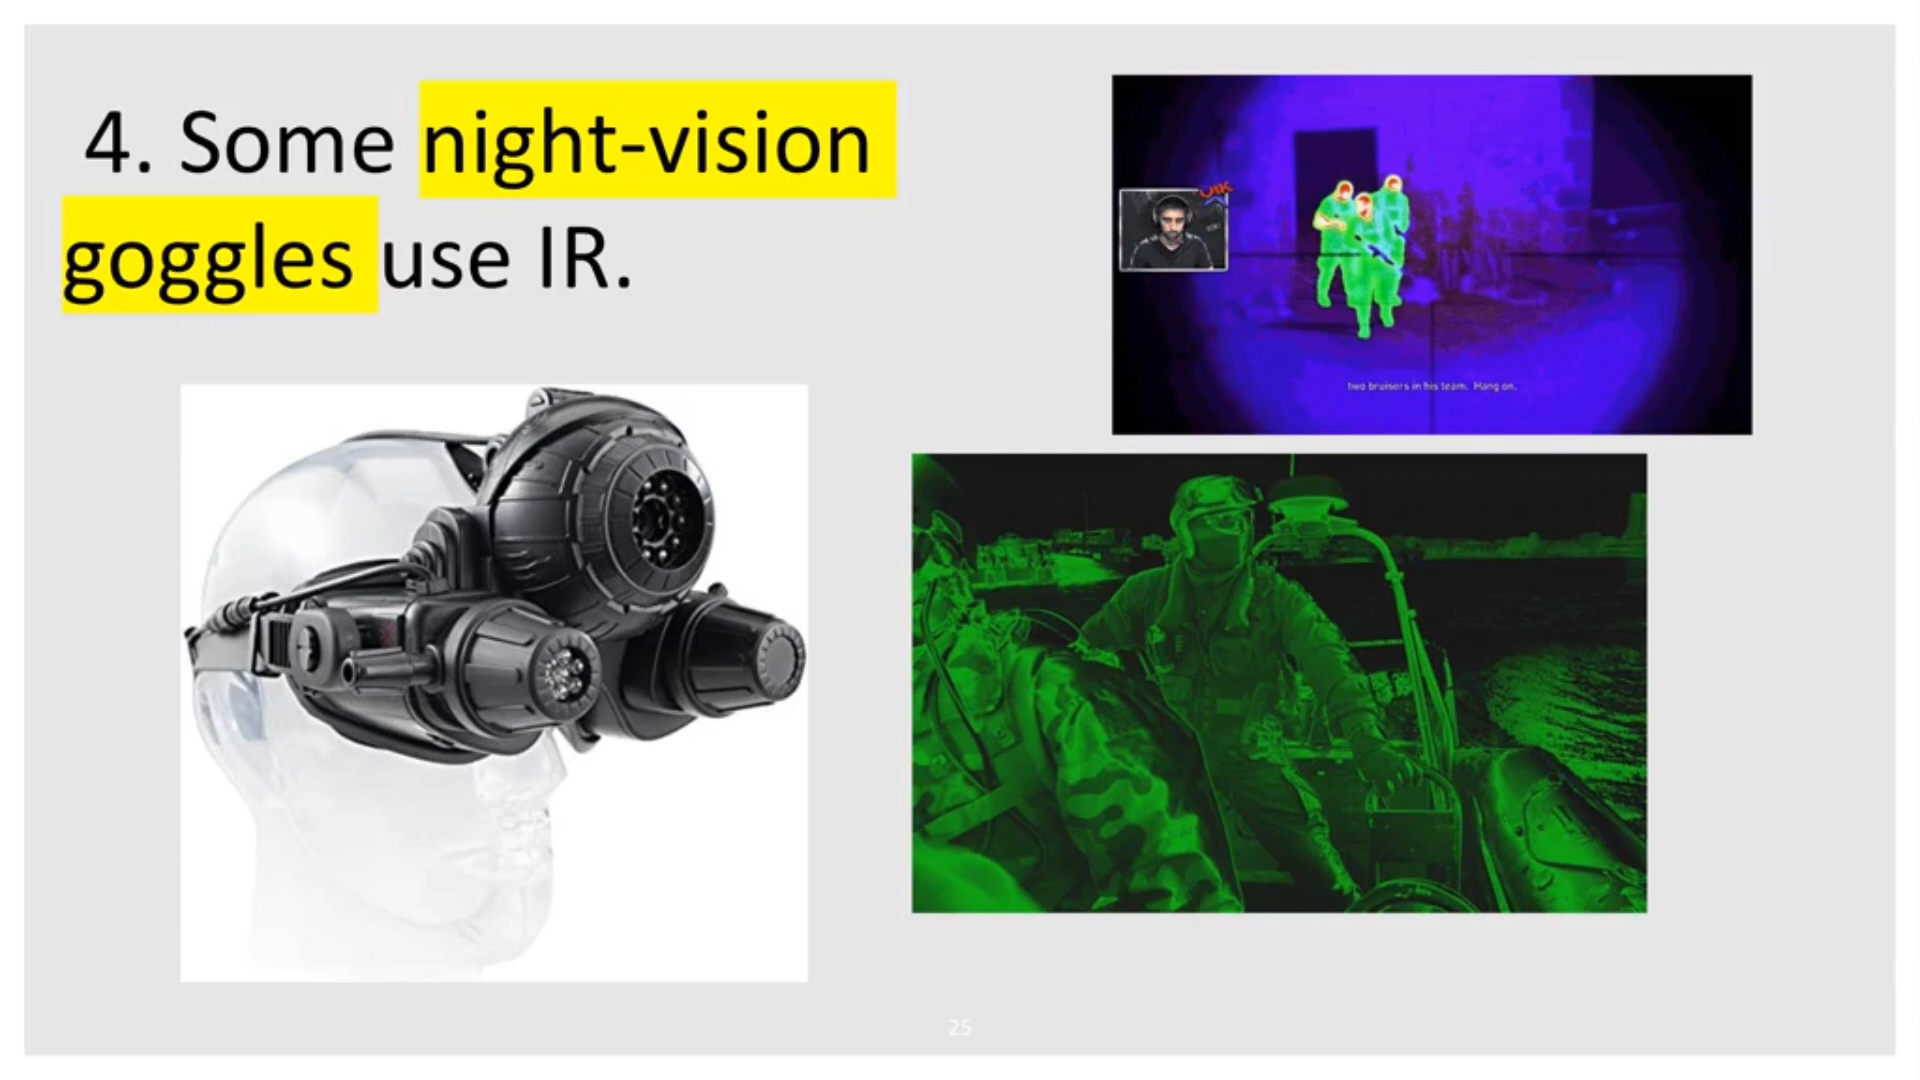 4. Some night-vision
goggles use IR.
two bruisers in his team. Hang on.
25